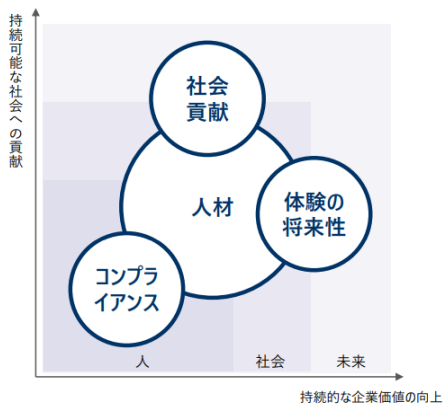 持続可能な社会への貢献
社会
貢献
人材
体験の
将来性
コンプラ
イアンス
人
社会
未来
持続的な企業価値の向上